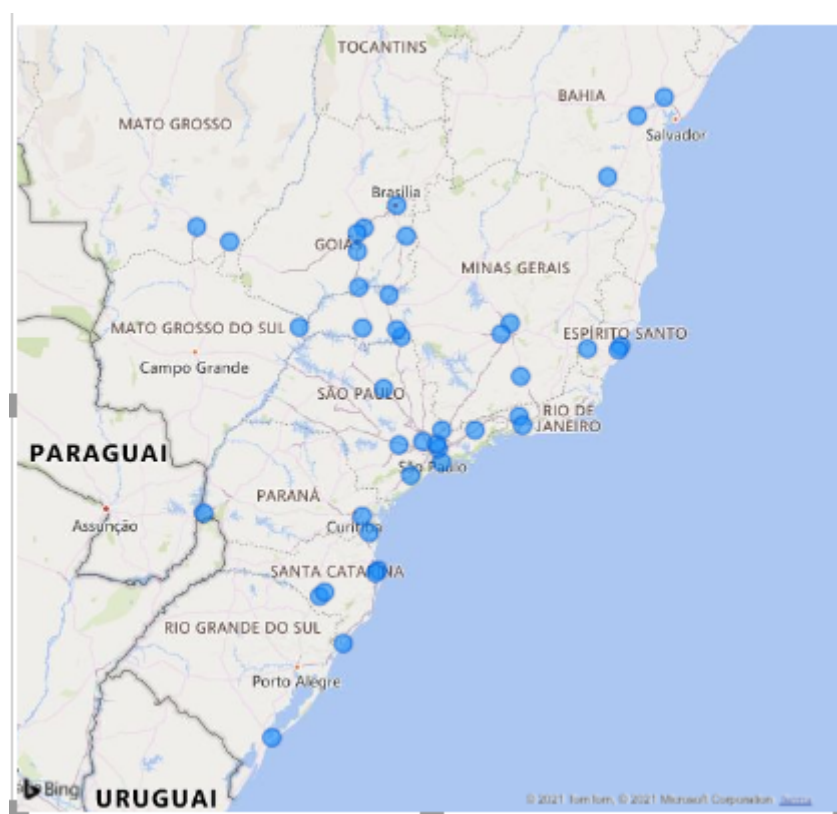 TOCANTINS
BAHIA
MATO GROSSO
Salvador
Brasília
GOIÁS
MINAS GERAIS
MATO GROSSO DO SUL
ESPÍRITO SANTO
Campo Grande
SÃO PAULO
RIO DE
JANEIRO
PARAGUAI
São Paulo
PARANÁ
Assunção
Curitiba
SANTA CATARINA
RIO GRANDE DO SUL
Porto Alegre
Bing
URUGUAI
© 2021 TomTom, © 2021 Microsoft Corporation